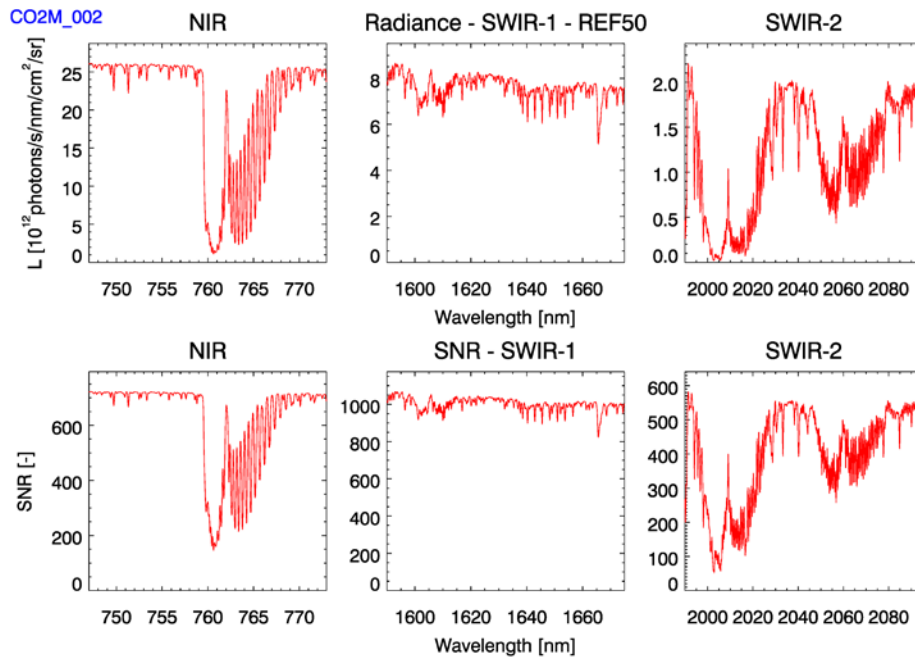 CO2M_002
NIR
Radiance - SWIR-1 - REF50
SWIR-2
L [10¹²photons/s/nm/cm²/sr]
25
20
15
10
5
0
8
6
4
2
0
2.0
1.5
1.0
0.5
0.0
750 755 760 765 770
1600 1620 1640 1660
2000 2020 2040 2060 2080
Wavelength [nm]
NIR
SNR - SWIR-1
SWIR-2
SNR [-]
600
400
200
0
1000
800
600
400
200
0
600
500
400
300
200
100
0
750 755 760 765 770
1600 1620 1640 1660
2000 2020 2040 2060 2080
Wavelength [nm]